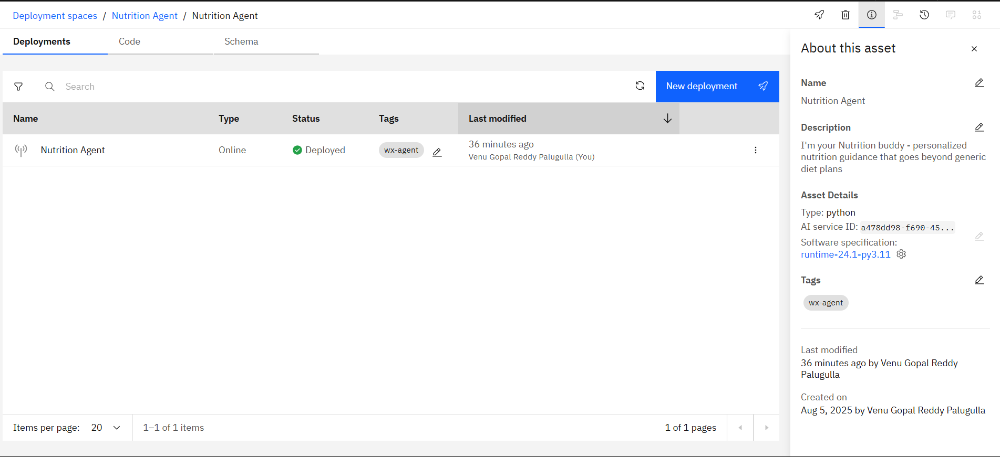 Deployment spaces / Nutrition Agent / Nutrition Agent
Deployments
Code
Schema
Search
New deployment
Name
Type
Status
Tags
Last modified
Nutrition Agent
Online
Deployed
wx-agent
36 minutes ago
Venu Gopal Reddy Palugulla (You)
Items per page:
20
1–1 of 1 items
1 of 1 pages
About this asset
Name
Nutrition Agent
Description
I'm your Nutrition buddy - personalized
nutrition guidance that goes beyond generic
diet plans
Asset Details
Type: python
AI service ID: a478dd98-f690-45...
Software specification:
runtime-24.1-py3.11
Tags
wx-agent
Last modified
36 minutes ago by Venu Gopal Reddy
Palugulla
Created on
Aug 5, 2025 by Venu Gopal Reddy Palugulla